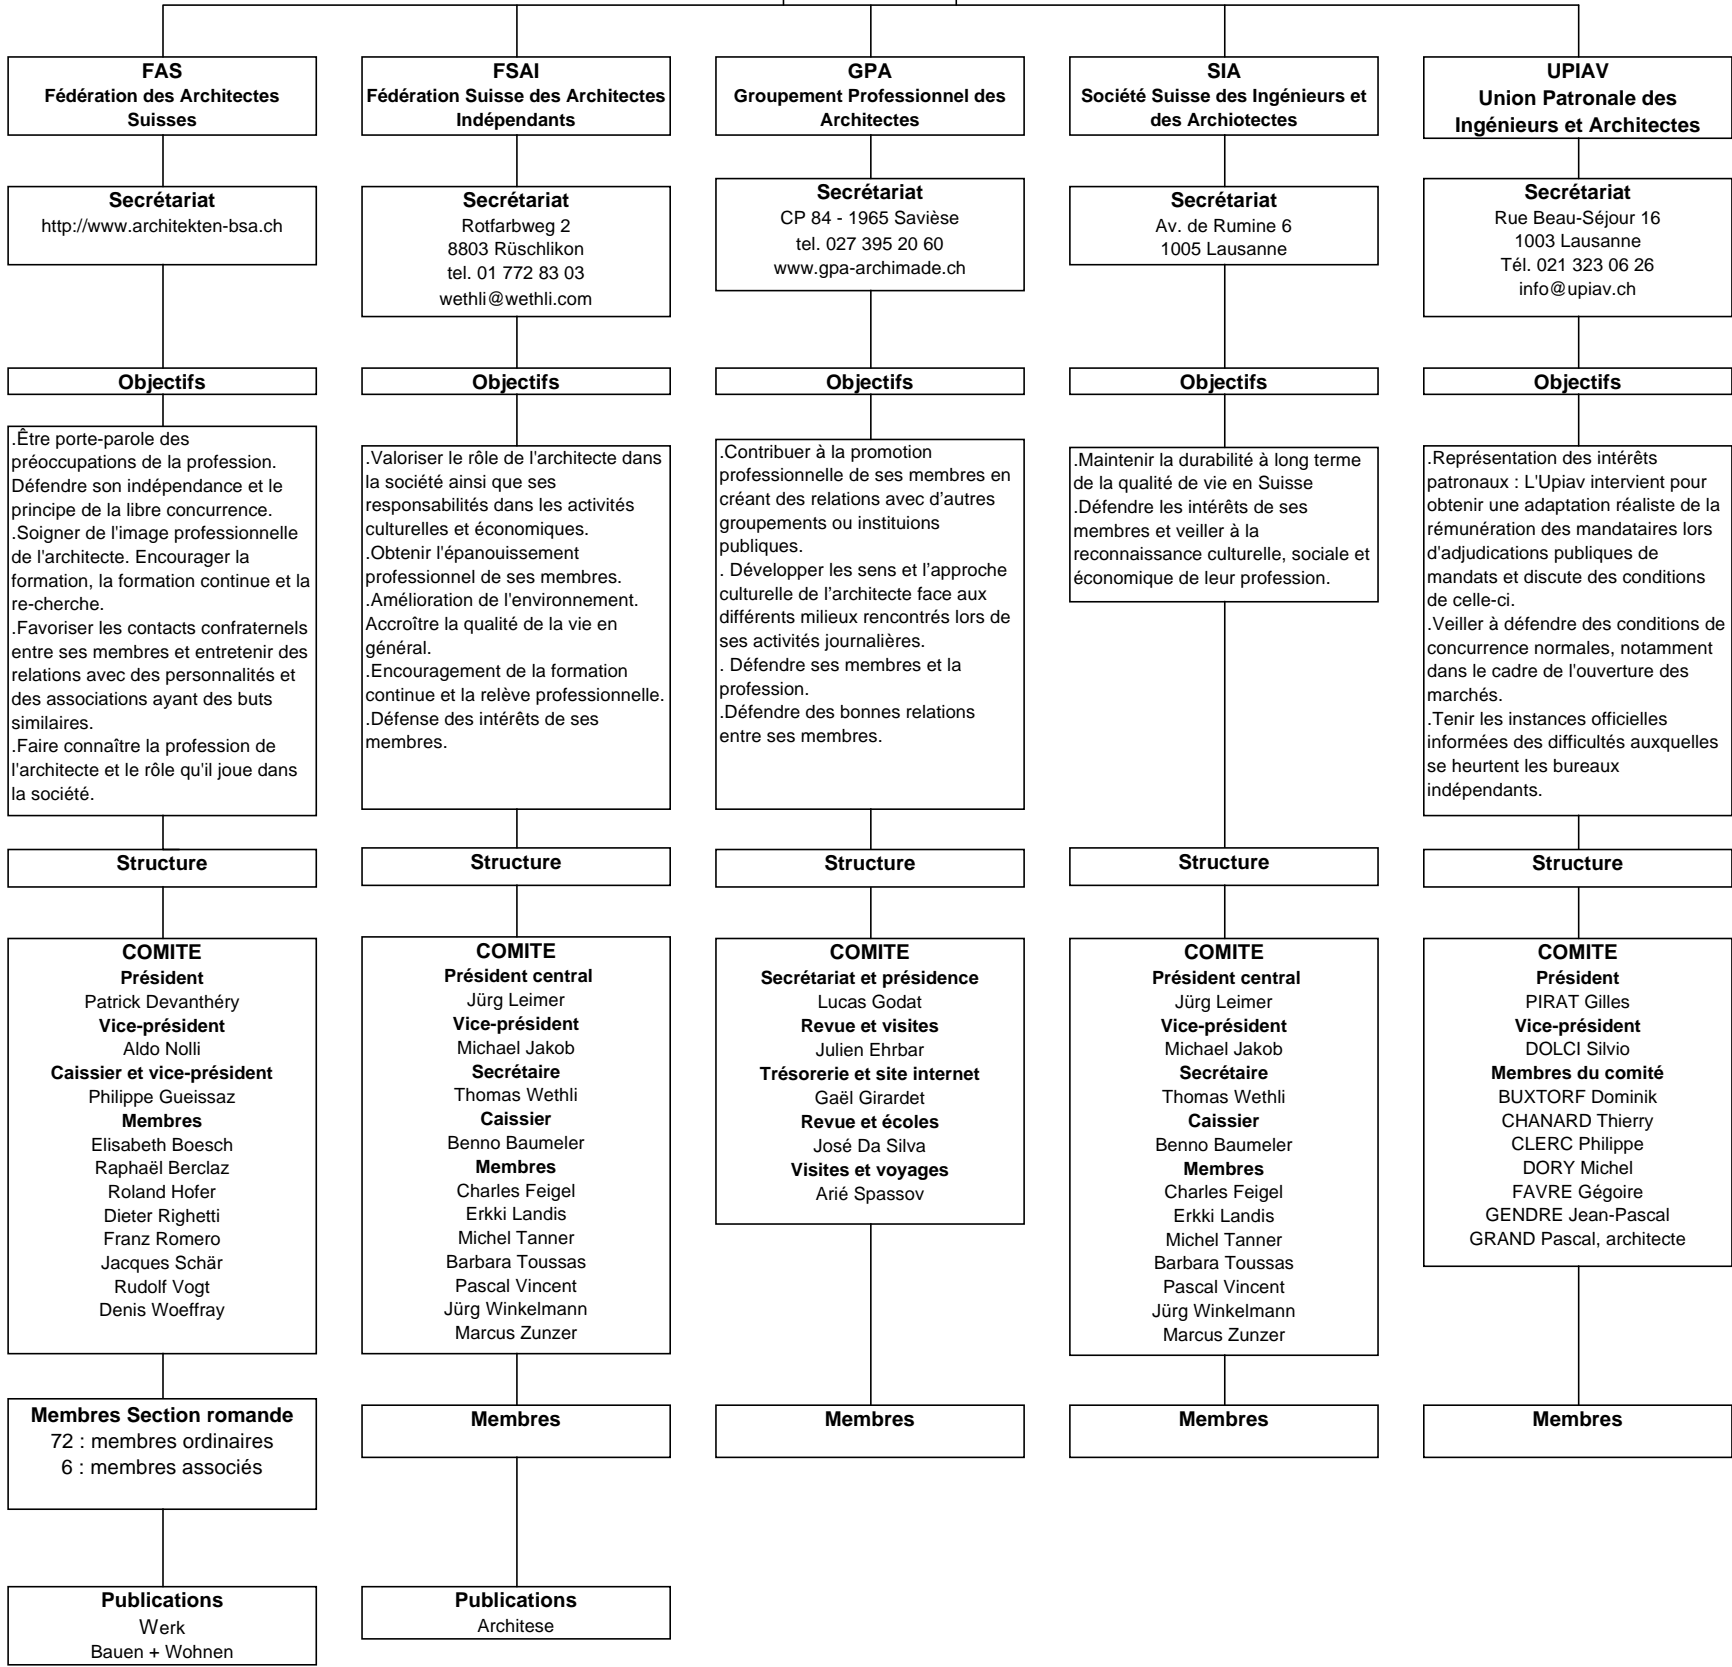 FAS
Fédération des Architectes
Suisses
Secrétariat
http://www.architekten-bsa.ch
Objectifs
.Être porte-parole des
préoccupations de la profession.
Défendre son indépendance et le
principe de la libre concurrence.
.Soigner de l'image professionnelle
de l'architecte. Encourager la
formation, la formation continue et la
re-cherche.
.Favoriser les contacts confraternels
entre ses membres et entretenir des
relations avec des personnalités et
des associations ayant des buts
similaires.
.Faire connaître la profession de
l'architecte et le rôle qu'il joue dans
la société.
Structure
COMITE
Président
Patrick Devanthéry
Vice-président
Aldo Nolli
Caissier et vice-président
Philippe Gueissaz
Membres
Elisabeth Boesch
Raphaël Berclaz
Roland Hofer
Dieter Righetti
Franz Romero
Jacques Schär
Rudolf Vogt
Denis Woeffray
Membres Section romande
72 : membres ordinaires
6 : membres associés
Publications
Werk
Bauen + Wohnen
FSAI
Fédération Suisse des Architectes
Indépendants
Secrétariat
Rotfarbweg 2
8803 Rüschlikon
tel. 01 772 83 03
wethli@wethli.com
Objectifs
.Valoriser le rôle de l'architecte dans
la société ainsi que ses
responsabilités dans les activités
culturelles et économiques.
.Obtenir l'épanouissement
professionnel de ses membres.
.Amélioration de l'environnement.
Accroître la qualité de la vie en
général.
.Encouragement de la formation
continue et la relève professionnelle.
.Défense des intérêts de ses
membres.
Structure
COMITE
Président central
Jürg Leimer
Vice-président
Michael Jakob
Secrétaire
Thomas Wethli
Caissier
Benno Baumeler
Membres
Charles Feigel
Erkki Landis
Michel Tanner
Barbara Toussas
Pascal Vincent
Jürg Winkelmann
Marcus Zunzer
Membres
Publications
Architese
GPA
Groupement Professionnel des
Architectes
Secrétariat
CP 84 - 1965 Savièse
tel. 027 395 20 60
www.gpa-archimade.ch
Objectifs
.Contribuer à la promotion
professionnelle de ses membres en
créant des relations avec d’autres
groupements ou instituions
publiques.
. Développer les sens et l’approche
culturelle de l’architecte face aux
différents milieux rencontrés lors de
ses activités journalières.
. Défendre ses membres et la
profession.
.Défendre des bonnes relations
entre ses membres.
Structure
COMITE
Secrétariat et présidence
Lucas Godat
Revue et visites
Julien Ehrbar
Trésorerie et site internet
Gaël Girardet
Revue et écoles
José Da Silva
Visites et voyages
Arié Spassov
Membres
SIA
Société Suisse des Ingénieurs et
des Archiotectes
Secrétariat
Av. de Rumine 6
1005 Lausanne
Objectifs
.Maintenir la durabilité à long terme
de la qualité de vie en Suisse
.Défendre les intérêts de ses
membres et veiller à la
reconnaissance culturelle, sociale et
économique de leur profession.
Structure
COMITE
Président central
Jürg Leimer
Vice-président
Michael Jakob
Secrétaire
Thomas Wethli
Caissier
Benno Baumeler
Membres
Charles Feigel
Erkki Landis
Michel Tanner
Barbara Toussas
Pascal Vincent
Jürg Winkelmann
Marcus Zunzer
Membres
UPIAV
Union Patronale des
Ingénieurs et Architectes
Secrétariat
Rue Beau-Séjour 16
1003 Lausanne
Tél. 021 323 06 26
info@upiav.ch
Objectifs
.Représentation des intérêts
patronaux : L'Upiav intervient pour
obtenir une adaptation réaliste de la
rémunération des mandataires lors
d'adjudications publiques de
mandats et discute des conditions
de celle-ci.
.Veiller à défendre des conditions de
concurrence normales, notamment
dans le cadre de l'ouverture des
marchés.
.Tenir les instances officielles
informées des difficultés auxquelles
se heurtent les bureaux
indépendants.
Structure
COMITE
Président
PIRAT Gilles
Vice-président
DOLCI Silvio
Membres du comité
BUXTORF Dominik
CHANARD Thierry
CLERC Philippe
DORY Michel
FAVRE Gégoire
GENDRE Jean-Pascal
GRAND Pascal, architecte
Membres